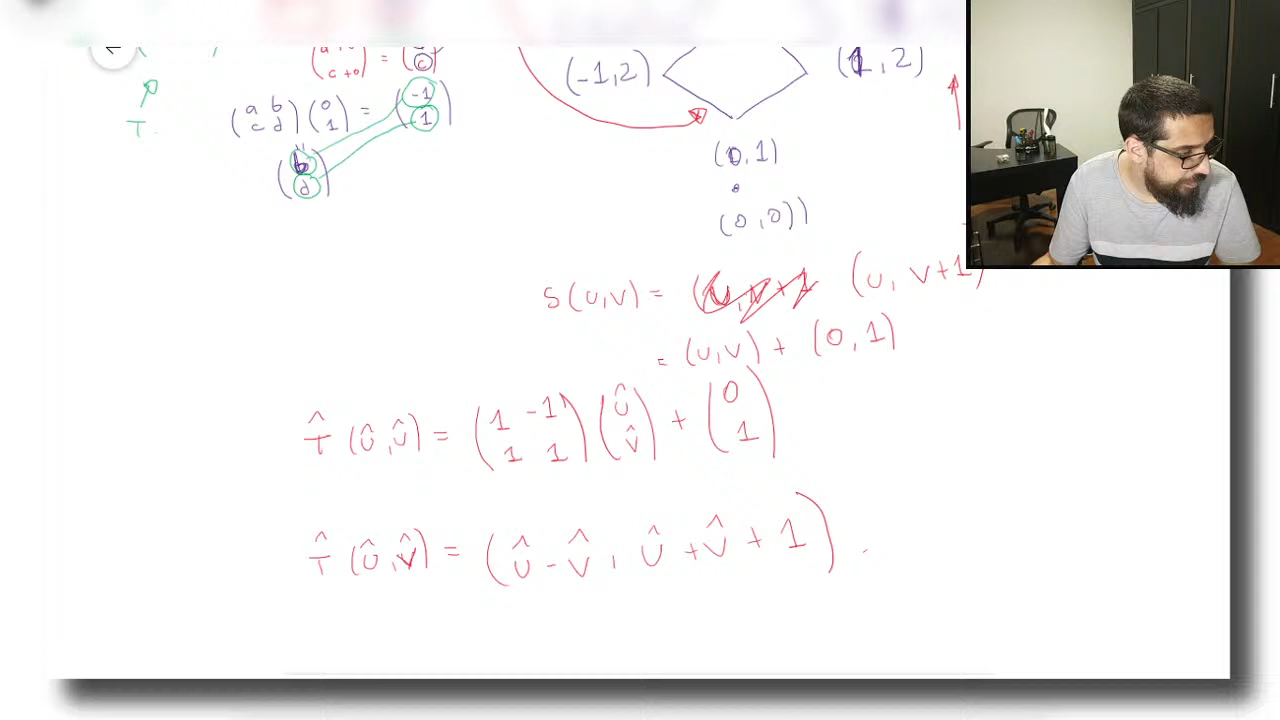 = (c)
c+0
(-1,2)
(1,2)
T.
(a b
c d) (0
1) = (-1
1)
(b
d)
(0,1)
(0,0))
S(u,v) = (u, v+1)
= (u,v) + (0,1)
T̂(û,û) = (1 -1
1 1) (û
v̂) + (0
1)
T̂(û,v̂) = (û - v̂, û + v̂ + 1).